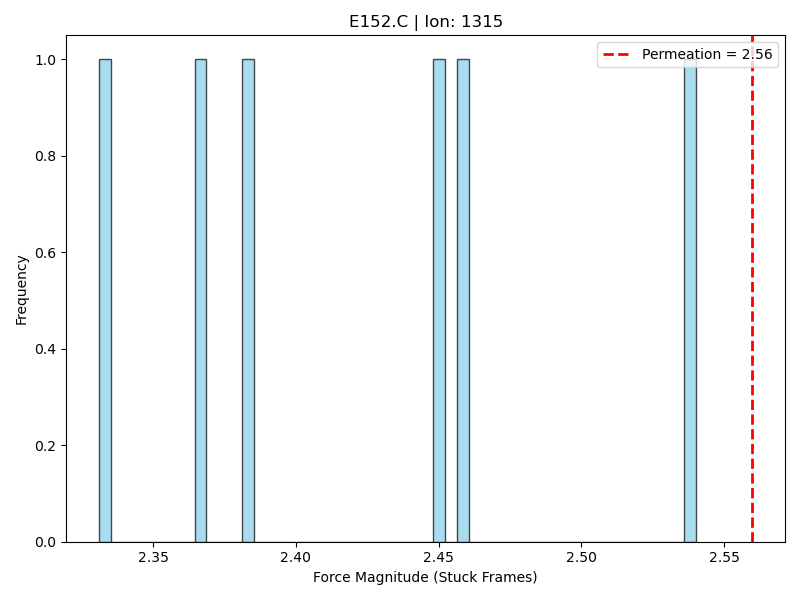 E152.C | Ion: 1315
Permeation = 2.56
Frequency
1.0
0.8
0.6
0.4
0.2
0.0
2.35 2.40 2.45 2.50 2.55
Force Magnitude (Stuck Frames)